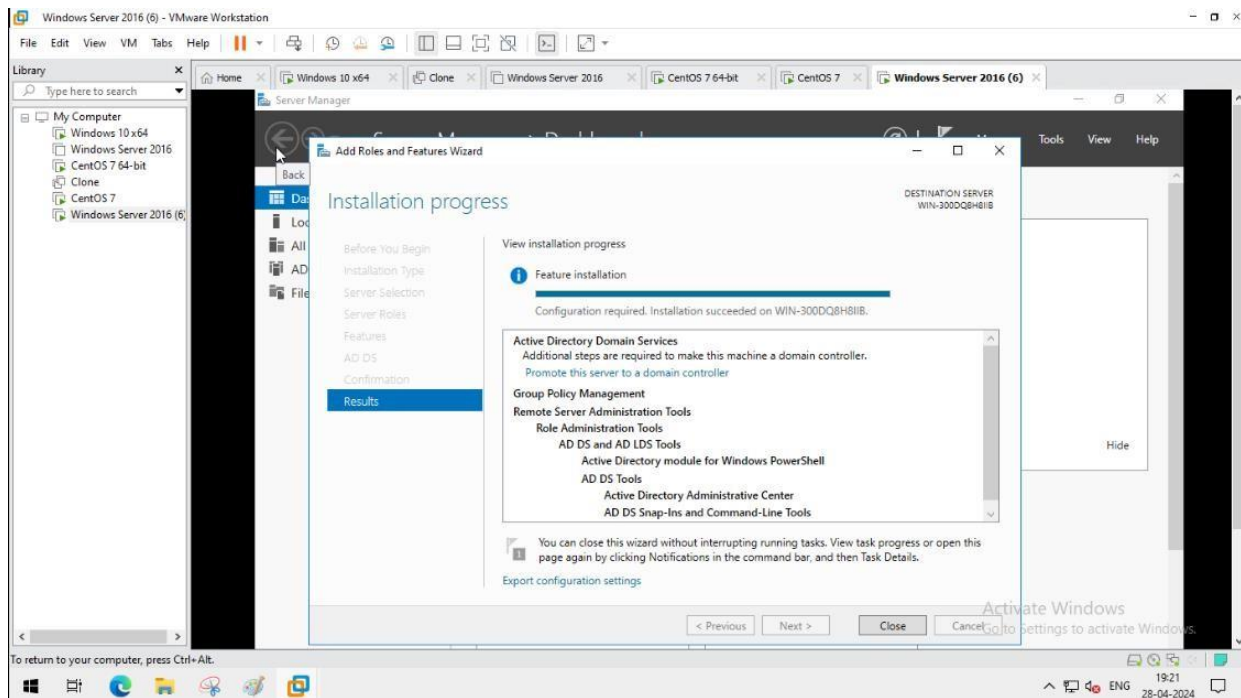 Windows Server 2016 (6) - VMware Workstation
File Edit View VM Tabs Help
Library
Type here to search
My Computer
Windows 10 x64
Windows Server 2016
CentOS 7 64-bit
Clone
CentOS 7
Windows Server 2016 (6)
Home Windows 10 x64 Clone Windows Server 2016 CentOS 7 64-bit CentOS 7 Windows Server 2016 (6)
Server Manager
Tools View Help
Back
All
AD
File
Hide
Add Roles and Features Wizard
Installation progress
DESTINATION SERVER
WIN-300DQ8H8IIB
Before You Begin
Installation Type
Server Selection
Server Roles
Features
AD DS
Confirmation
Results
View installation progress
Feature installation
Configuration required. Installation succeeded on WIN-300DQ8H8IIB.
Active Directory Domain Services
Additional steps are required to make this machine a domain controller.
Promote this server to a domain controller
Group Policy Management
Remote Server Administration Tools
Role Administration Tools
AD DS and AD LDS Tools
Active Directory module for Windows PowerShell
AD DS Tools
Active Directory Administrative Center
AD DS Snap-Ins and Command-Line Tools
You can close this wizard without interrupting running tasks. View task progress or open this
page again by clicking Notifications in the command bar, and then Task Details.
1
Export configuration settings
< Previous Next > Close Cancel
Activate Windows
Go to Settings to activate Windows.
To return to your computer, press Ctrl+Alt.
ENG
19:21
28-04-2024